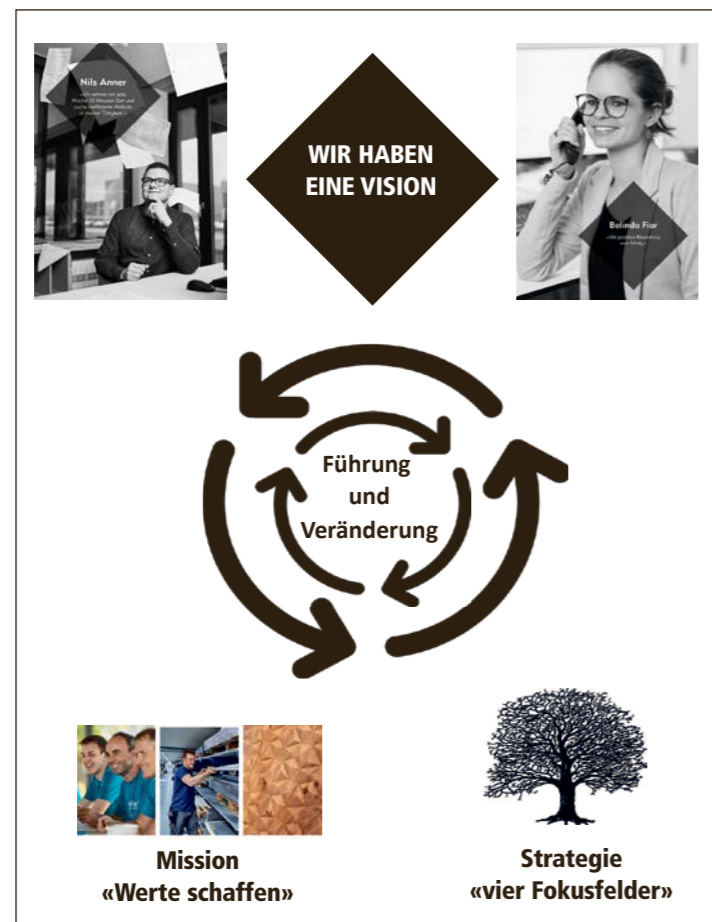 Nils Anner
WIR HABEN
EINE VISION
Belinda Fior
Führung
und
Veränderung
Mission
«Werte schaffen»
Strategie
«vier Fokusfelder»